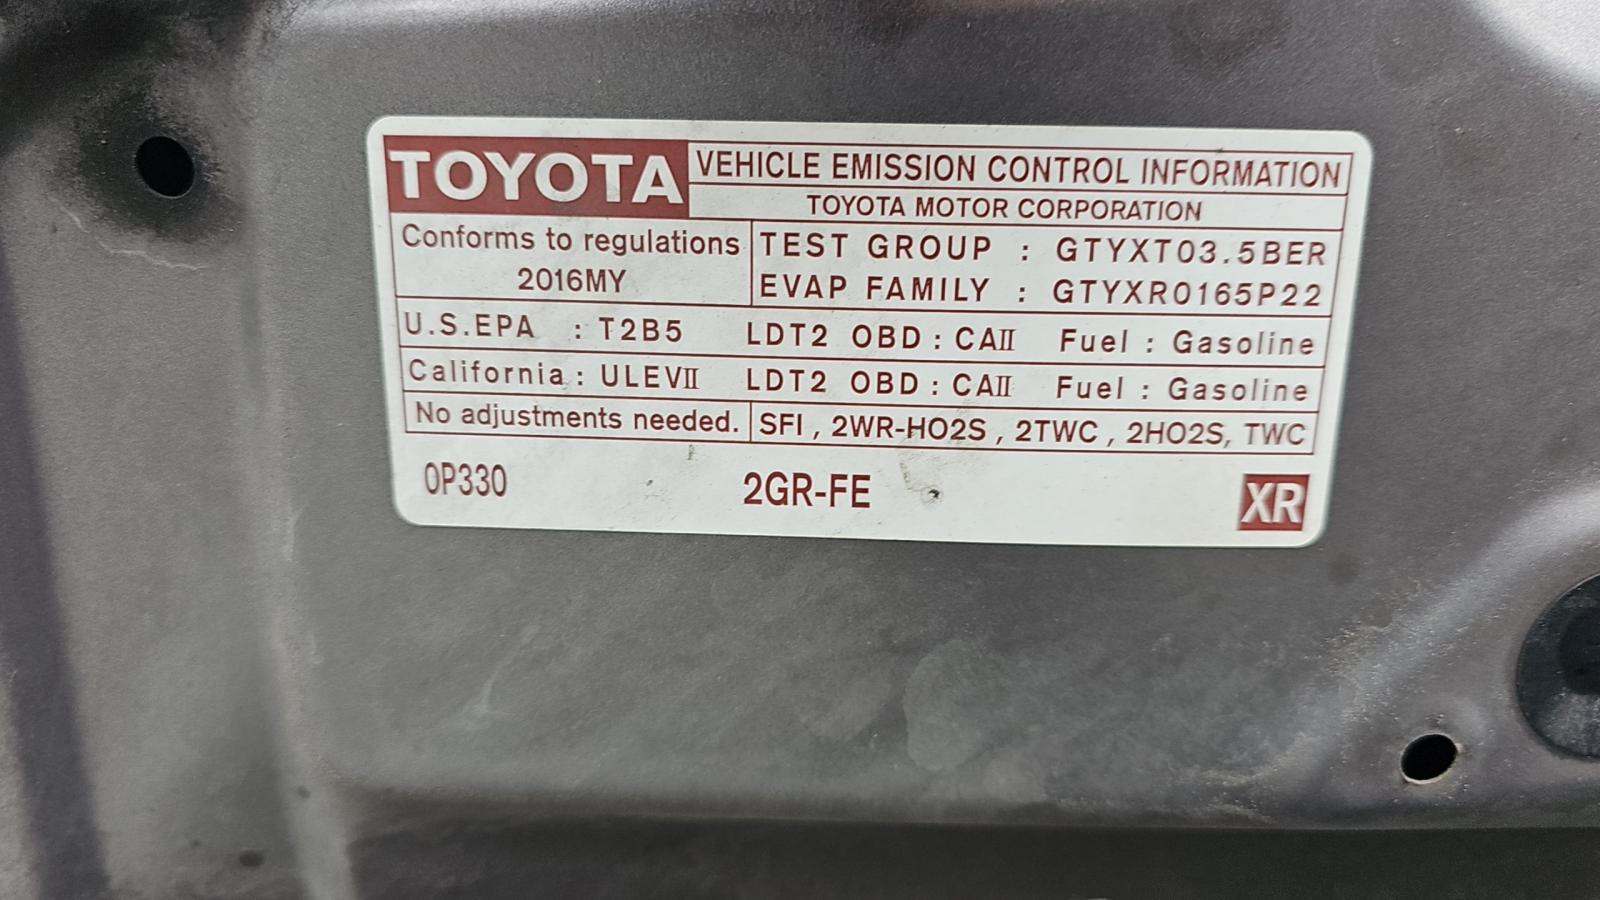 TOYOTA VEHICLE EMISSION CONTROL INFORMATION
TOYOTA MOTOR CORPORATION
Conforms to regulations
2016MY
TEST GROUP : GTYXT03.5BER
EVAP FAMILY : GTYXR0165P22
U.S.EPA : T2B5 LDT2 OBD : CAII Fuel : Gasoline
California : ULEVII LDT2 OBD : CAII Fuel : Gasoline
No adjustments needed. SFI , 2WR-HO2S , 2TWC , 2HO2S, TWC
0P330 2GR-FE XR